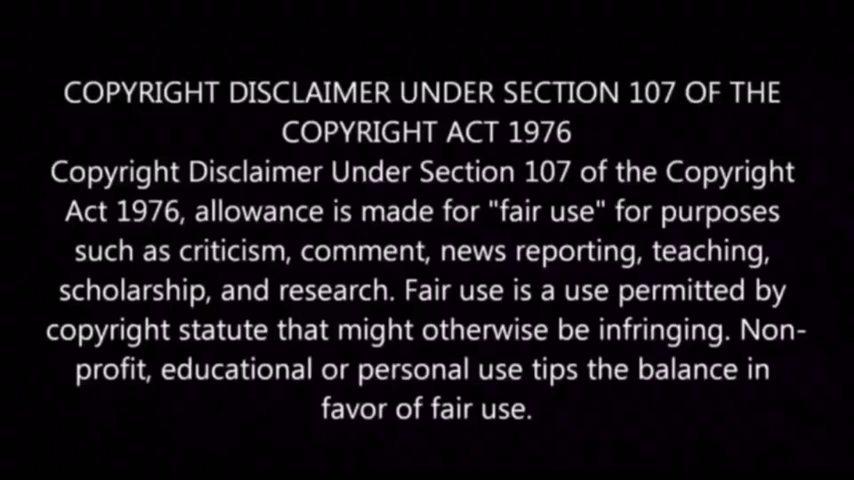 COPYRIGHT DISCLAIMER UNDER SECTION 107 OF THE
COPYRIGHT ACT 1976
Copyright Disclaimer Under Section 107 of the Copyright
Act 1976, allowance is made for "fair use" for purposes
such as criticism, comment, news reporting, teaching,
scholarship, and research. Fair use is a use permitted by
copyright statute that might otherwise be infringing. Non-
profit, educational or personal use tips the balance in
favor of fair use.